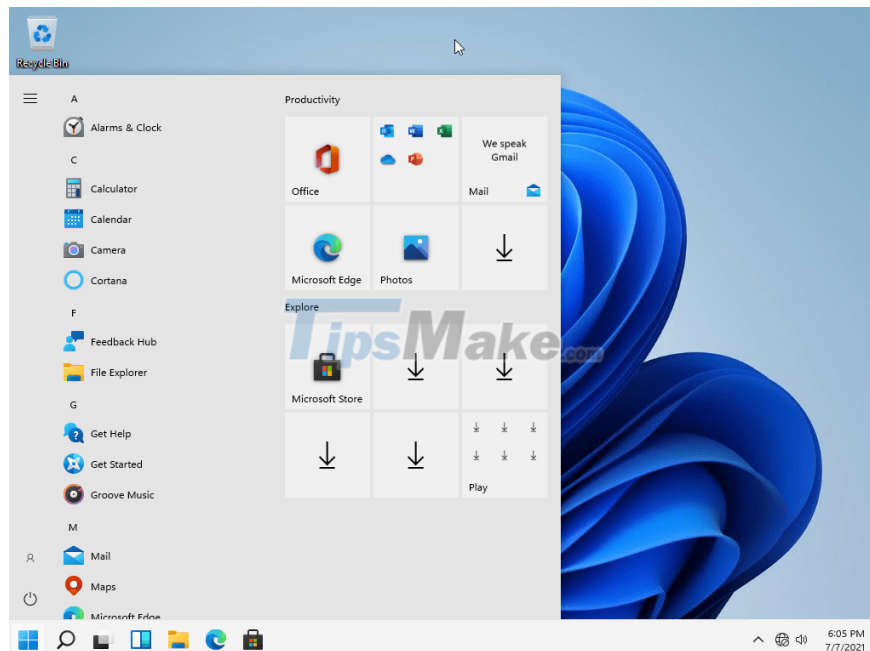 Recycle Bin
A
Alarms & Clock
C
Calculator
Calendar
Camera
Cortana
F
Feedback Hub
File Explorer
G
Get Help
Get Started
Groove Music
M
Mail
Maps
Microsoft Edge
Productivity
Office
We speak
Gmail
Mail
Microsoft Edge
Photos
Explore
TipsMake.com
Microsoft Store
Play
6:05 PM
7/7/2021